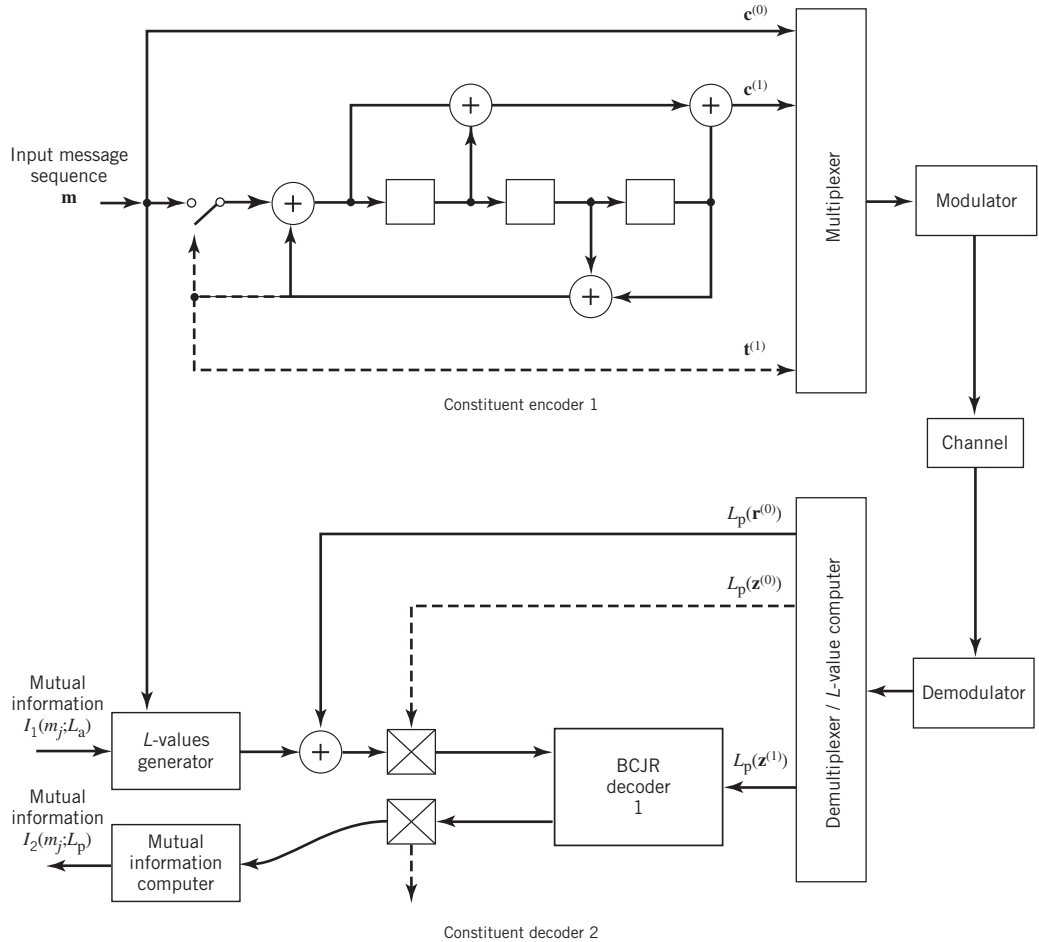 c(0)
c(1)
Input message
sequence
m
+
+
+
+
Multiplexer
Modulator
t(1)
Constituent encoder 1
Channel
Lp(r(0))
Lp(z(0))
Demultiplexer / L-value computer
Demodulator
Mutual
information
I1(mj;La)
L-values
generator
+
BCJR
decoder
1
Lp(z(1))
Mutual
information
I2(mj;Lp)
Mutual
information
computer
Constituent decoder 2